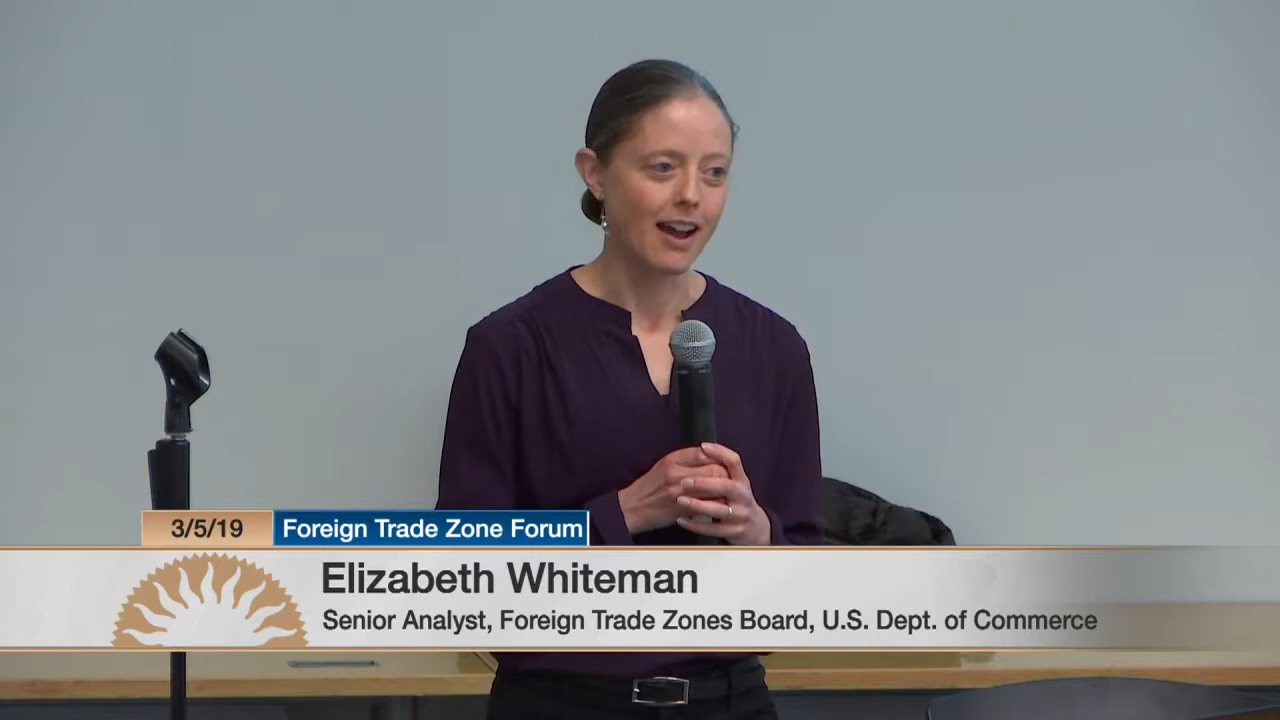 3/5/19
Foreign Trade Zone Forum
Elizabeth Whiteman
Senior Analyst, Foreign Trade Zones Board, U.S. Dept. of Commerce